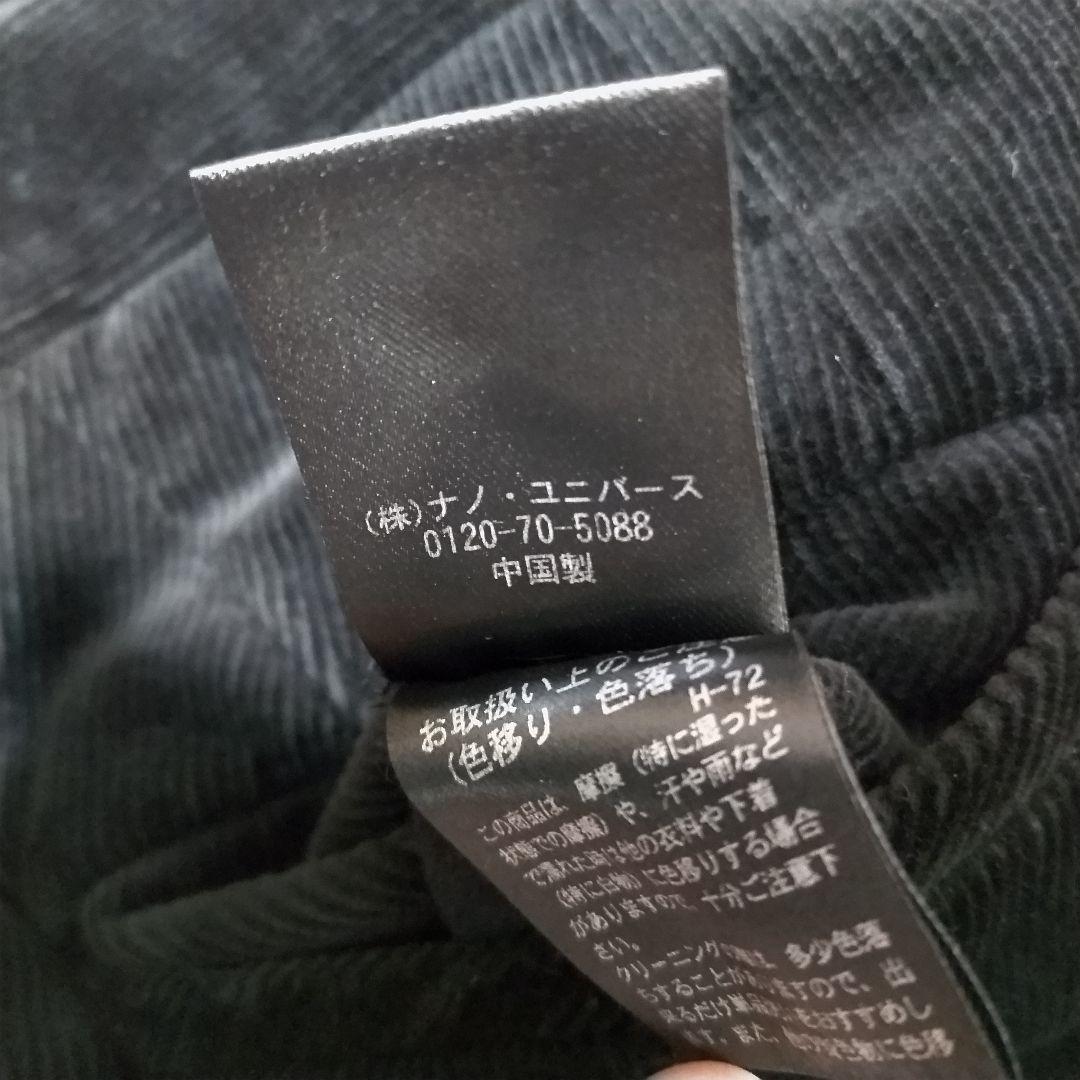 (株)ナノ・ユニバース
0120-70-5088
中国製
お取扱い上のご注
(色移り・色落ち)
H-72
この商品は、摩擦(特に湿った
状態での摩擦)や、汗や雨など
で濡れた時は他の衣料や下着
(特に白物)に色移りする場合
がありますので、十分ご注意下
さい。
クリーニングの際は、多少色落
ちすることがありますので、出
来るだけ単品洗いをおすすめし
ます。また、に色移